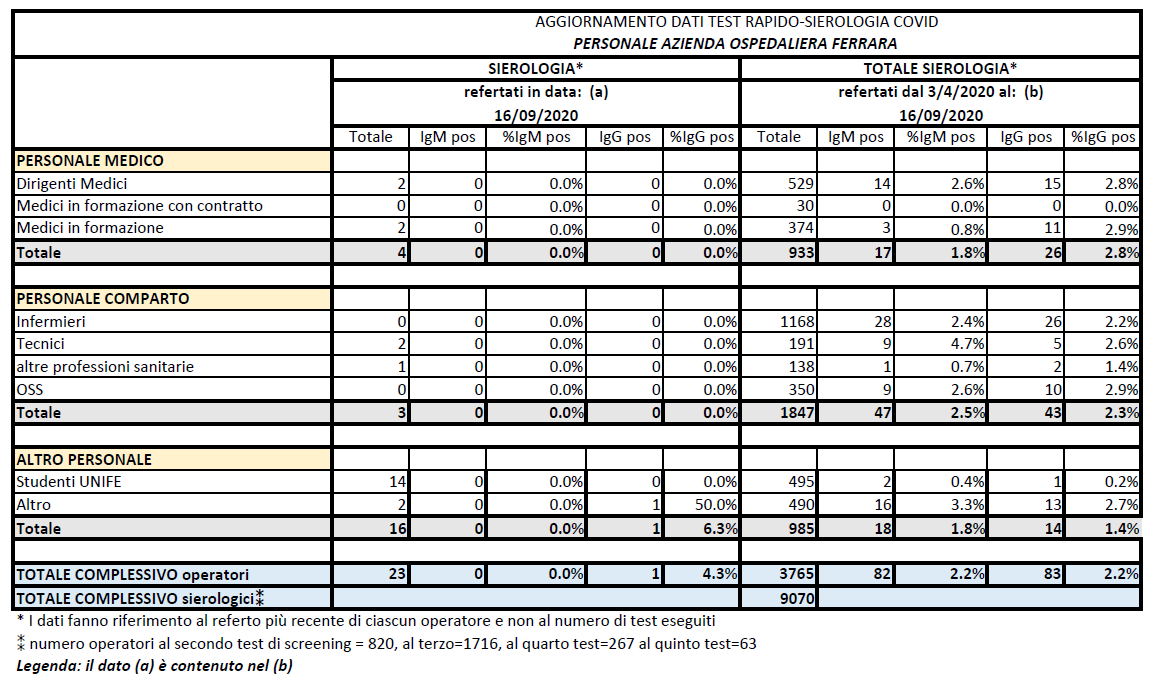 AGGIORNAMENTO DATI TEST RAPIDO-SIEROLOGIA COVID
PERSONALE AZIENDA OSPEDALIERA FERRARA
SIEROLOGIA* TOTALE SIEROLOGIA*
refertati in data: (a) refertati dal 3/4/2020 al: (b)
16/09/2020 16/09/2020
Totale IgM pos %IgM pos IgG pos %IgG pos Totale IgM pos %IgM pos IgG pos %IgG pos
PERSONALE MEDICO
Dirigenti Medici 2 0 0.0% 0 0.0% 529 14 2.6% 15 2.8%
Medici in formazione con contratto 0 0 0.0% 0 0.0% 30 0 0.0% 0 0.0%
Medici in formazione 2 0 0.0% 0 0.0% 374 3 0.8% 11 2.9%
Totale 4 0 0.0% 0 0.0% 933 17 1.8% 26 2.8%
PERSONALE COMPARTO
Infermieri 0 0 0.0% 0 0.0% 1168 28 2.4% 26 2.2%
Tecnici 2 0 0.0% 0 0.0% 191 9 4.7% 5 2.6%
altre professioni sanitarie 1 0 0.0% 0 0.0% 138 1 0.7% 2 1.4%
OSS 0 0 0.0% 0 0.0% 350 9 2.6% 10 2.9%
Totale 3 0 0.0% 0 0.0% 1847 47 2.5% 43 2.3%
ALTRO PERSONALE
Studenti UNIFE 14 0 0.0% 0 0.0% 495 2 0.4% 1 0.2%
Altro 2 0 0.0% 1 50.0% 490 16 3.3% 13 2.7%
Totale 16 0 0.0% 1 6.3% 985 18 1.8% 14 1.4%
TOTALE COMPLESSIVO operatori 23 0 0.0% 1 4.3% 3765 82 2.2% 83 2.2%
TOTALE COMPLESSIVO sierologici⁑ 9070
* I dati fanno riferimento al referto più recente di ciascun operatore e non al numero di test eseguiti
⁑ numero operatori al secondo test di screening = 820, al terzo=1716, al quarto test=267 al quinto test=63
Legenda: il dato (a) è contenuto nel (b)